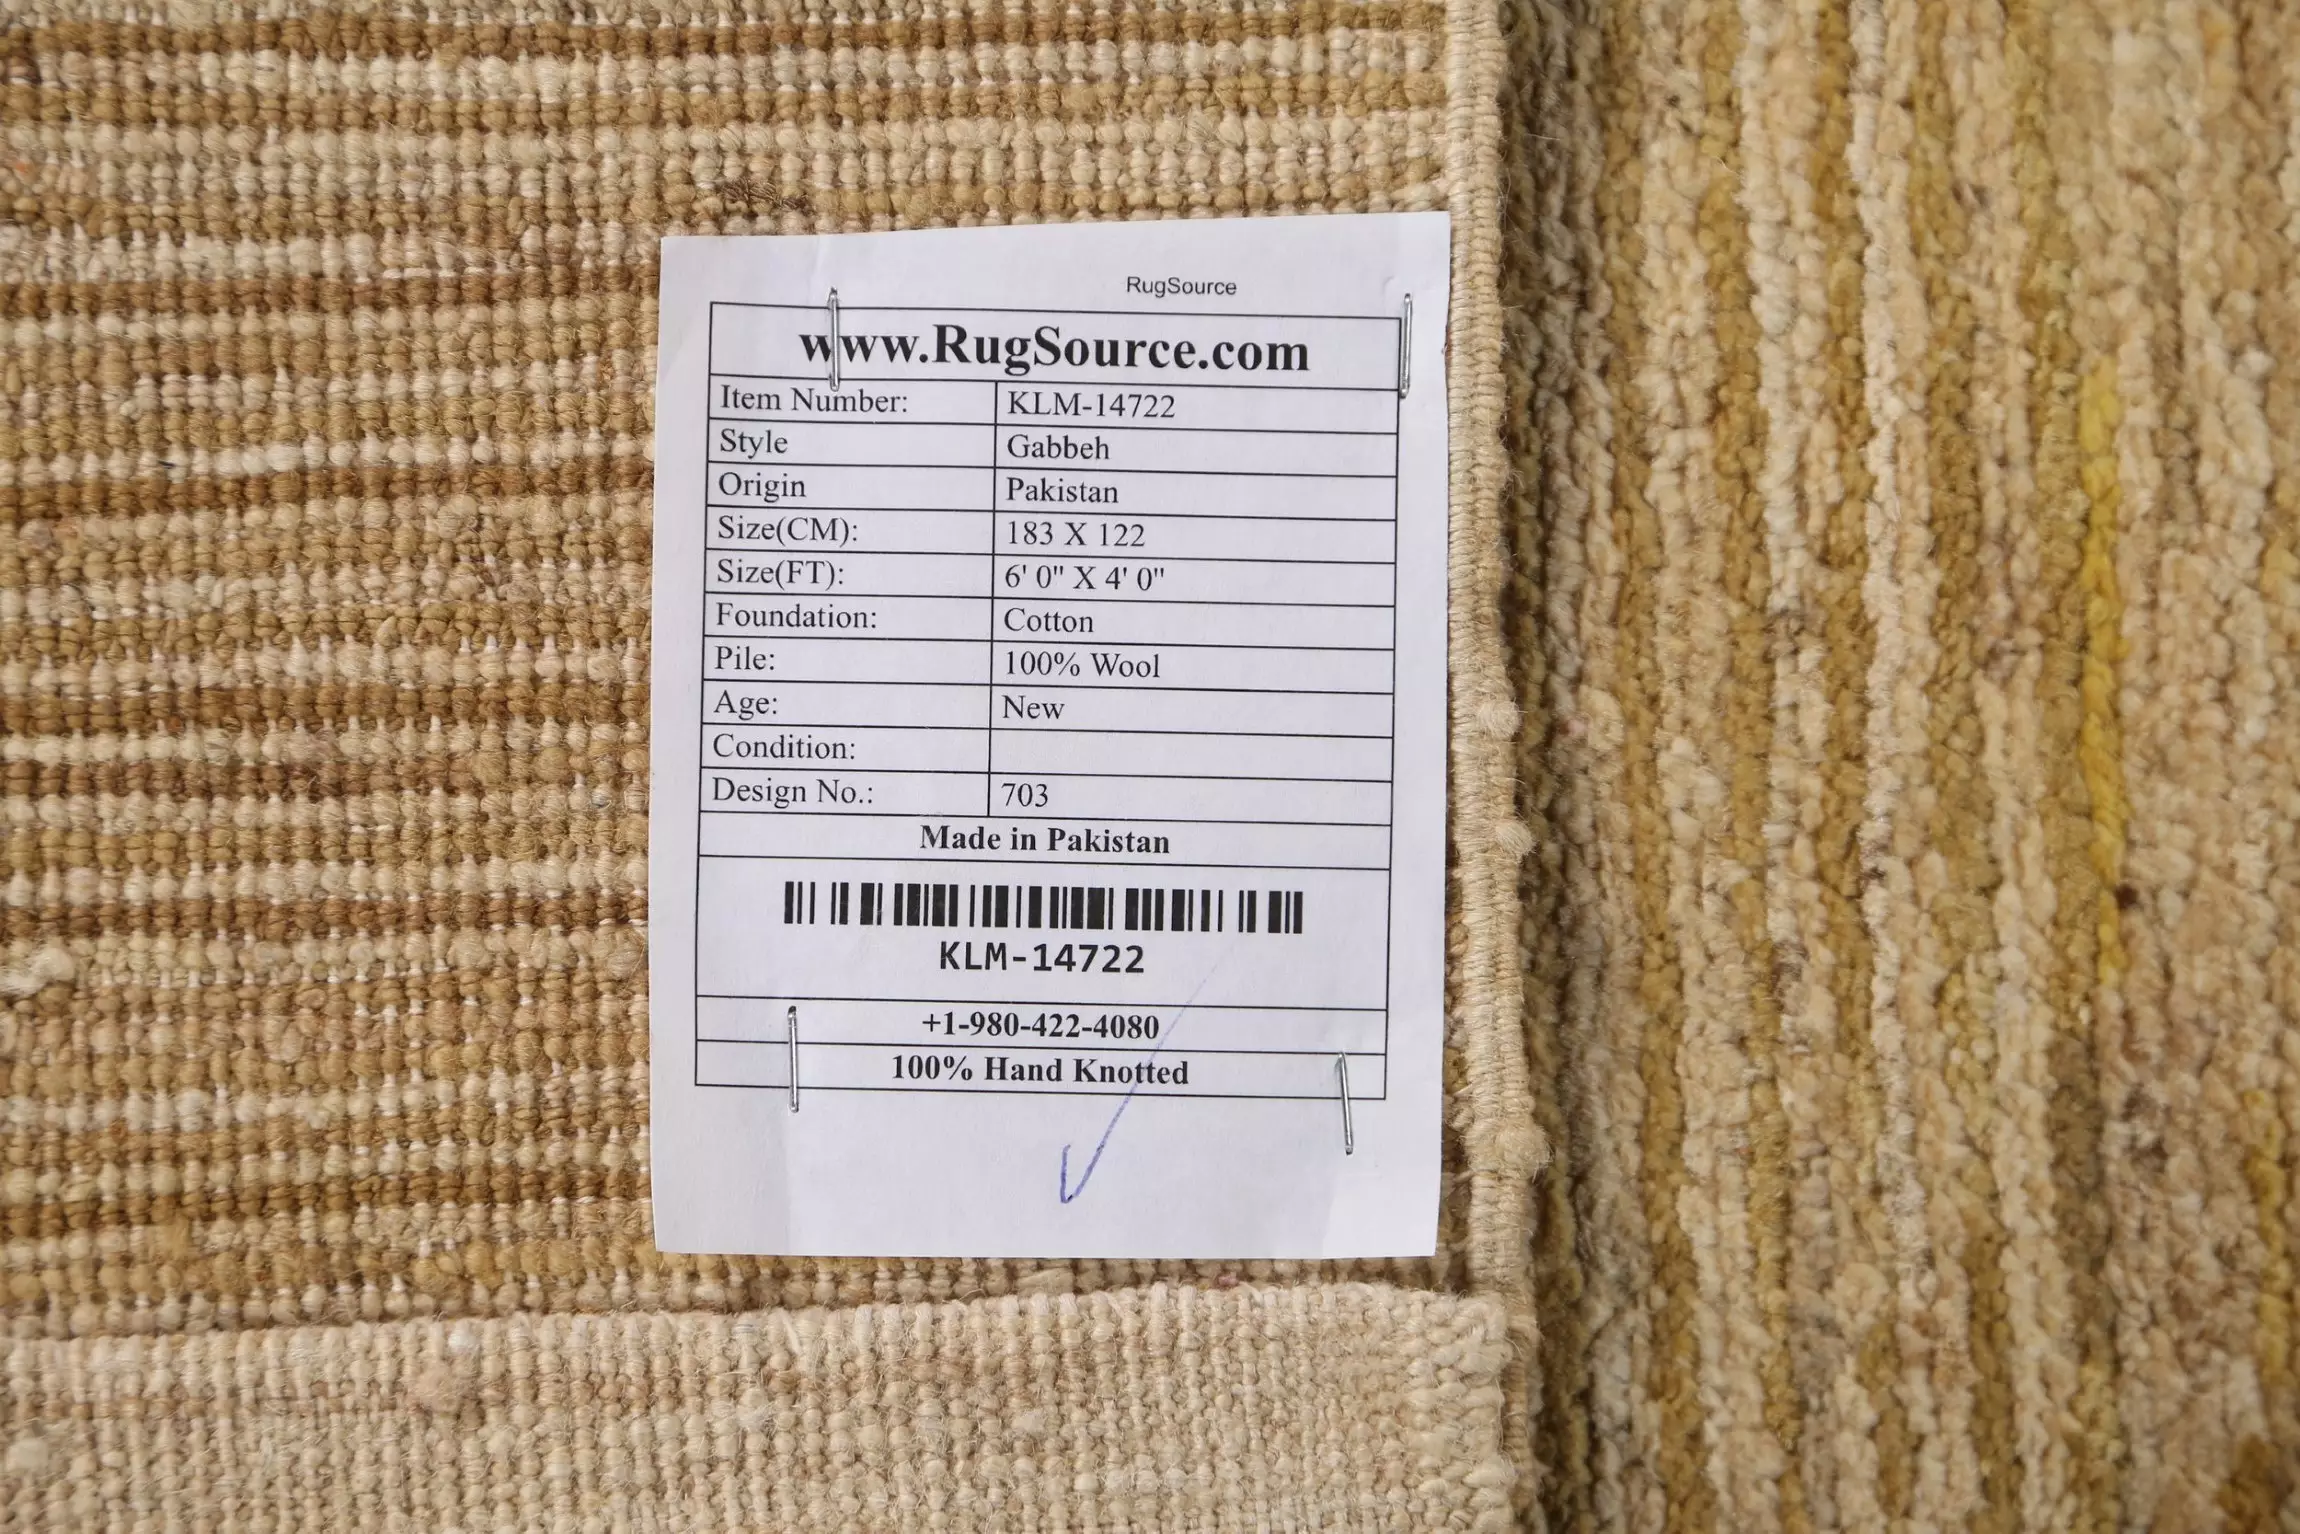 RugSource
www.RugSource.com
Item Number: KLM-14722
Style Gabbeh
Origin Pakistan
Size(CM): 183 X 122
Size(FT): 6' 0" X 4' 0"
Foundation: Cotton
Pile: 100% Wool
Age: New
Condition:
Design No.: 703
Made in Pakistan
KLM-14722
+1-980-422-4080
100% Hand Knotted